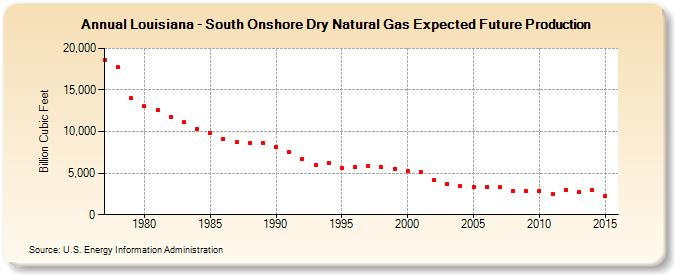 Annual Louisiana - South Onshore Dry Natural Gas Expected Future Production
Billion Cubic Feet
20,000
15,000
10,000
5,000
0
1980 1985 1990 1995 2000 2005 2010 2015
Source: U.S. Energy Information Administration